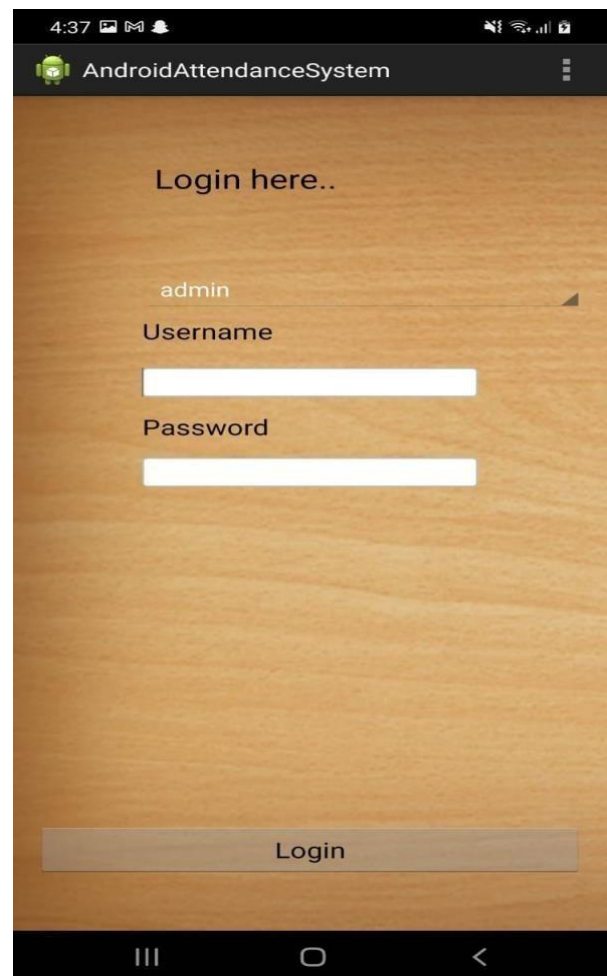 4:37
AndroidAttendanceSystem
Login here..
admin
Username
Password
Login